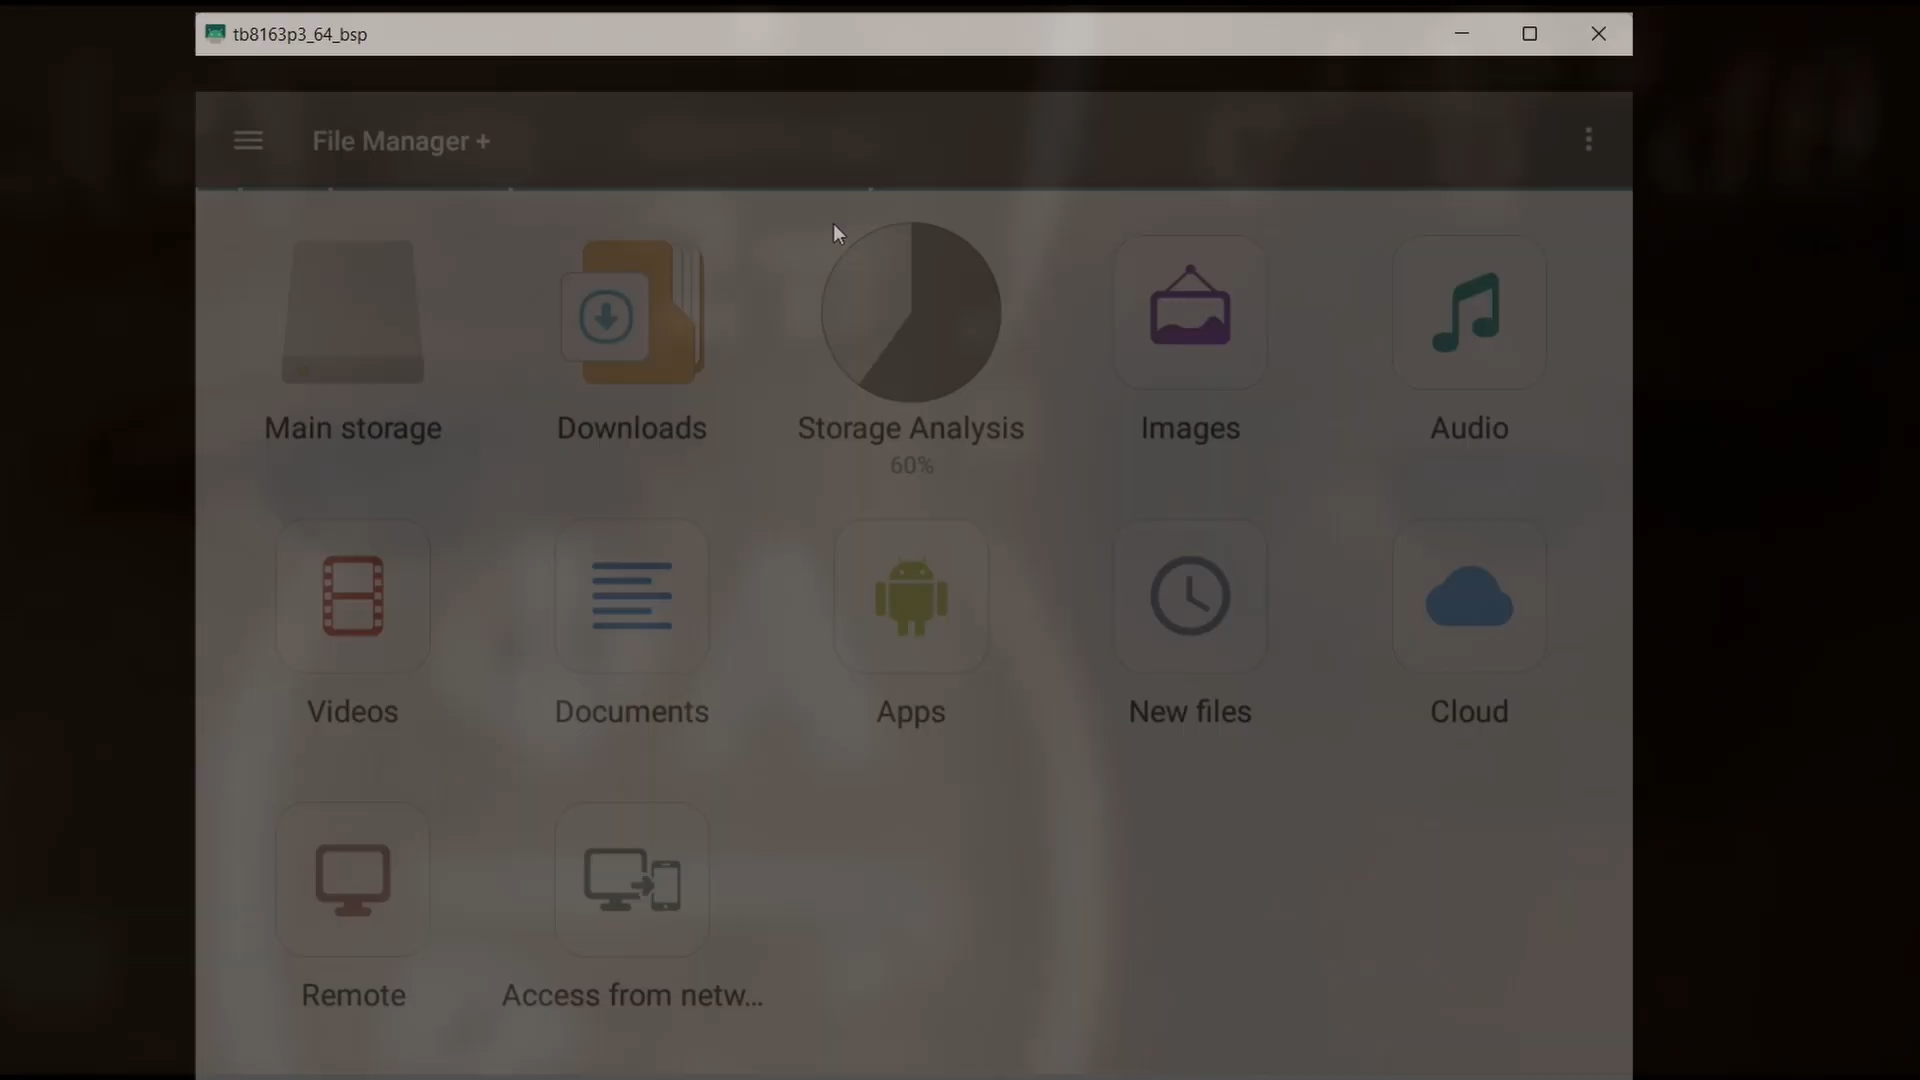 tb8163p3_64_bsp
File Manager +
Main storage
Downloads
Storage Analysis
60%
Images
Audio
Videos
Documents
Apps
New files
Cloud
Remote
Access from netw...